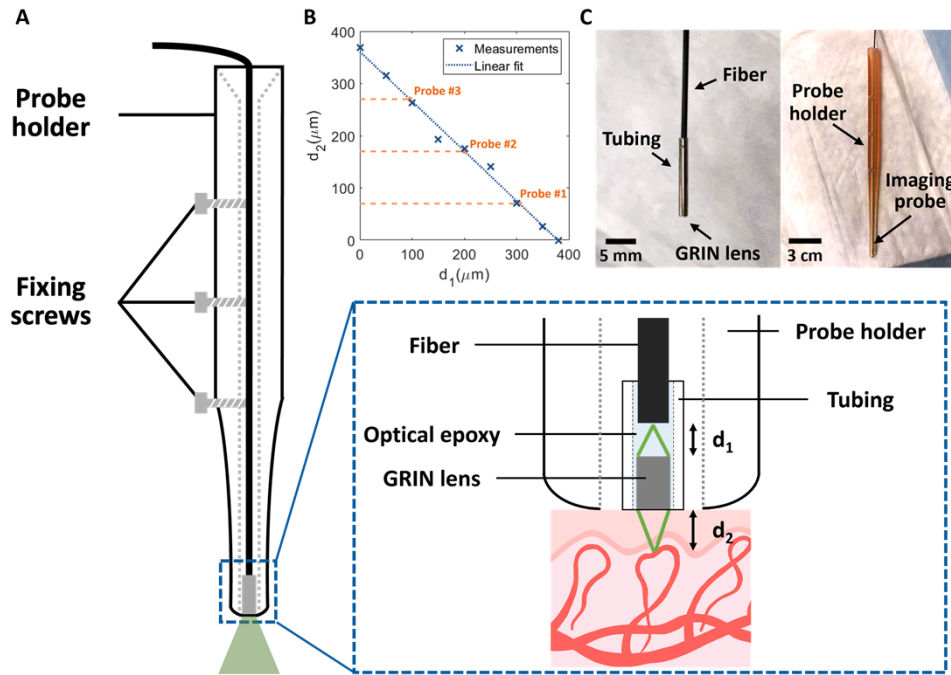 A
Probe
holder
Fixing
screws
B
400
300
200
100
0
d₂(μm)
0
100
200
300
400
d₁(μm)
Measurements
Linear fit
Probe #3
Probe #2
Probe #1
C
Fiber
Tubing
GRIN lens
5 mm
Probe
holder
Imaging
probe
3 cm
Fiber
Probe holder
Tubing
Optical epoxy
d₁
GRIN lens
d₂